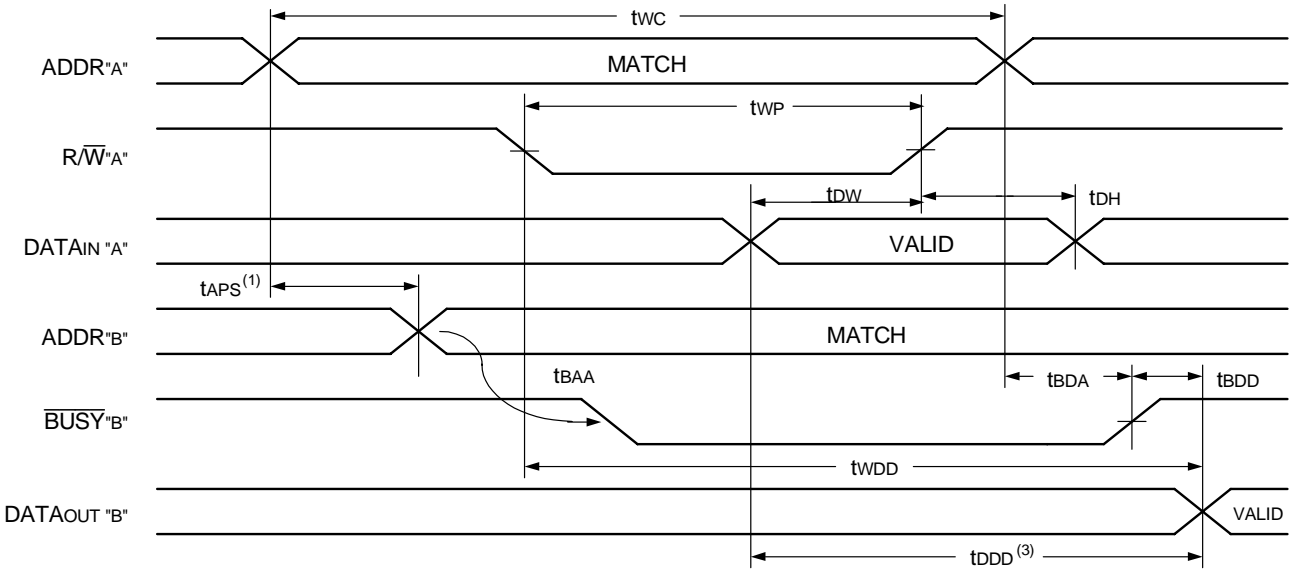 tWC
ADDR"A"
MATCH
tWP
R/W̅"A"
tDW
tDH
DATAIN "A"
VALID
tAPS(1)
ADDR"B"
MATCH
tBAA
tBDA
tBDD
B̅U̅S̅Y̅"B"
tWDD
DATAOUT "B"
VALID
tDDD(3)